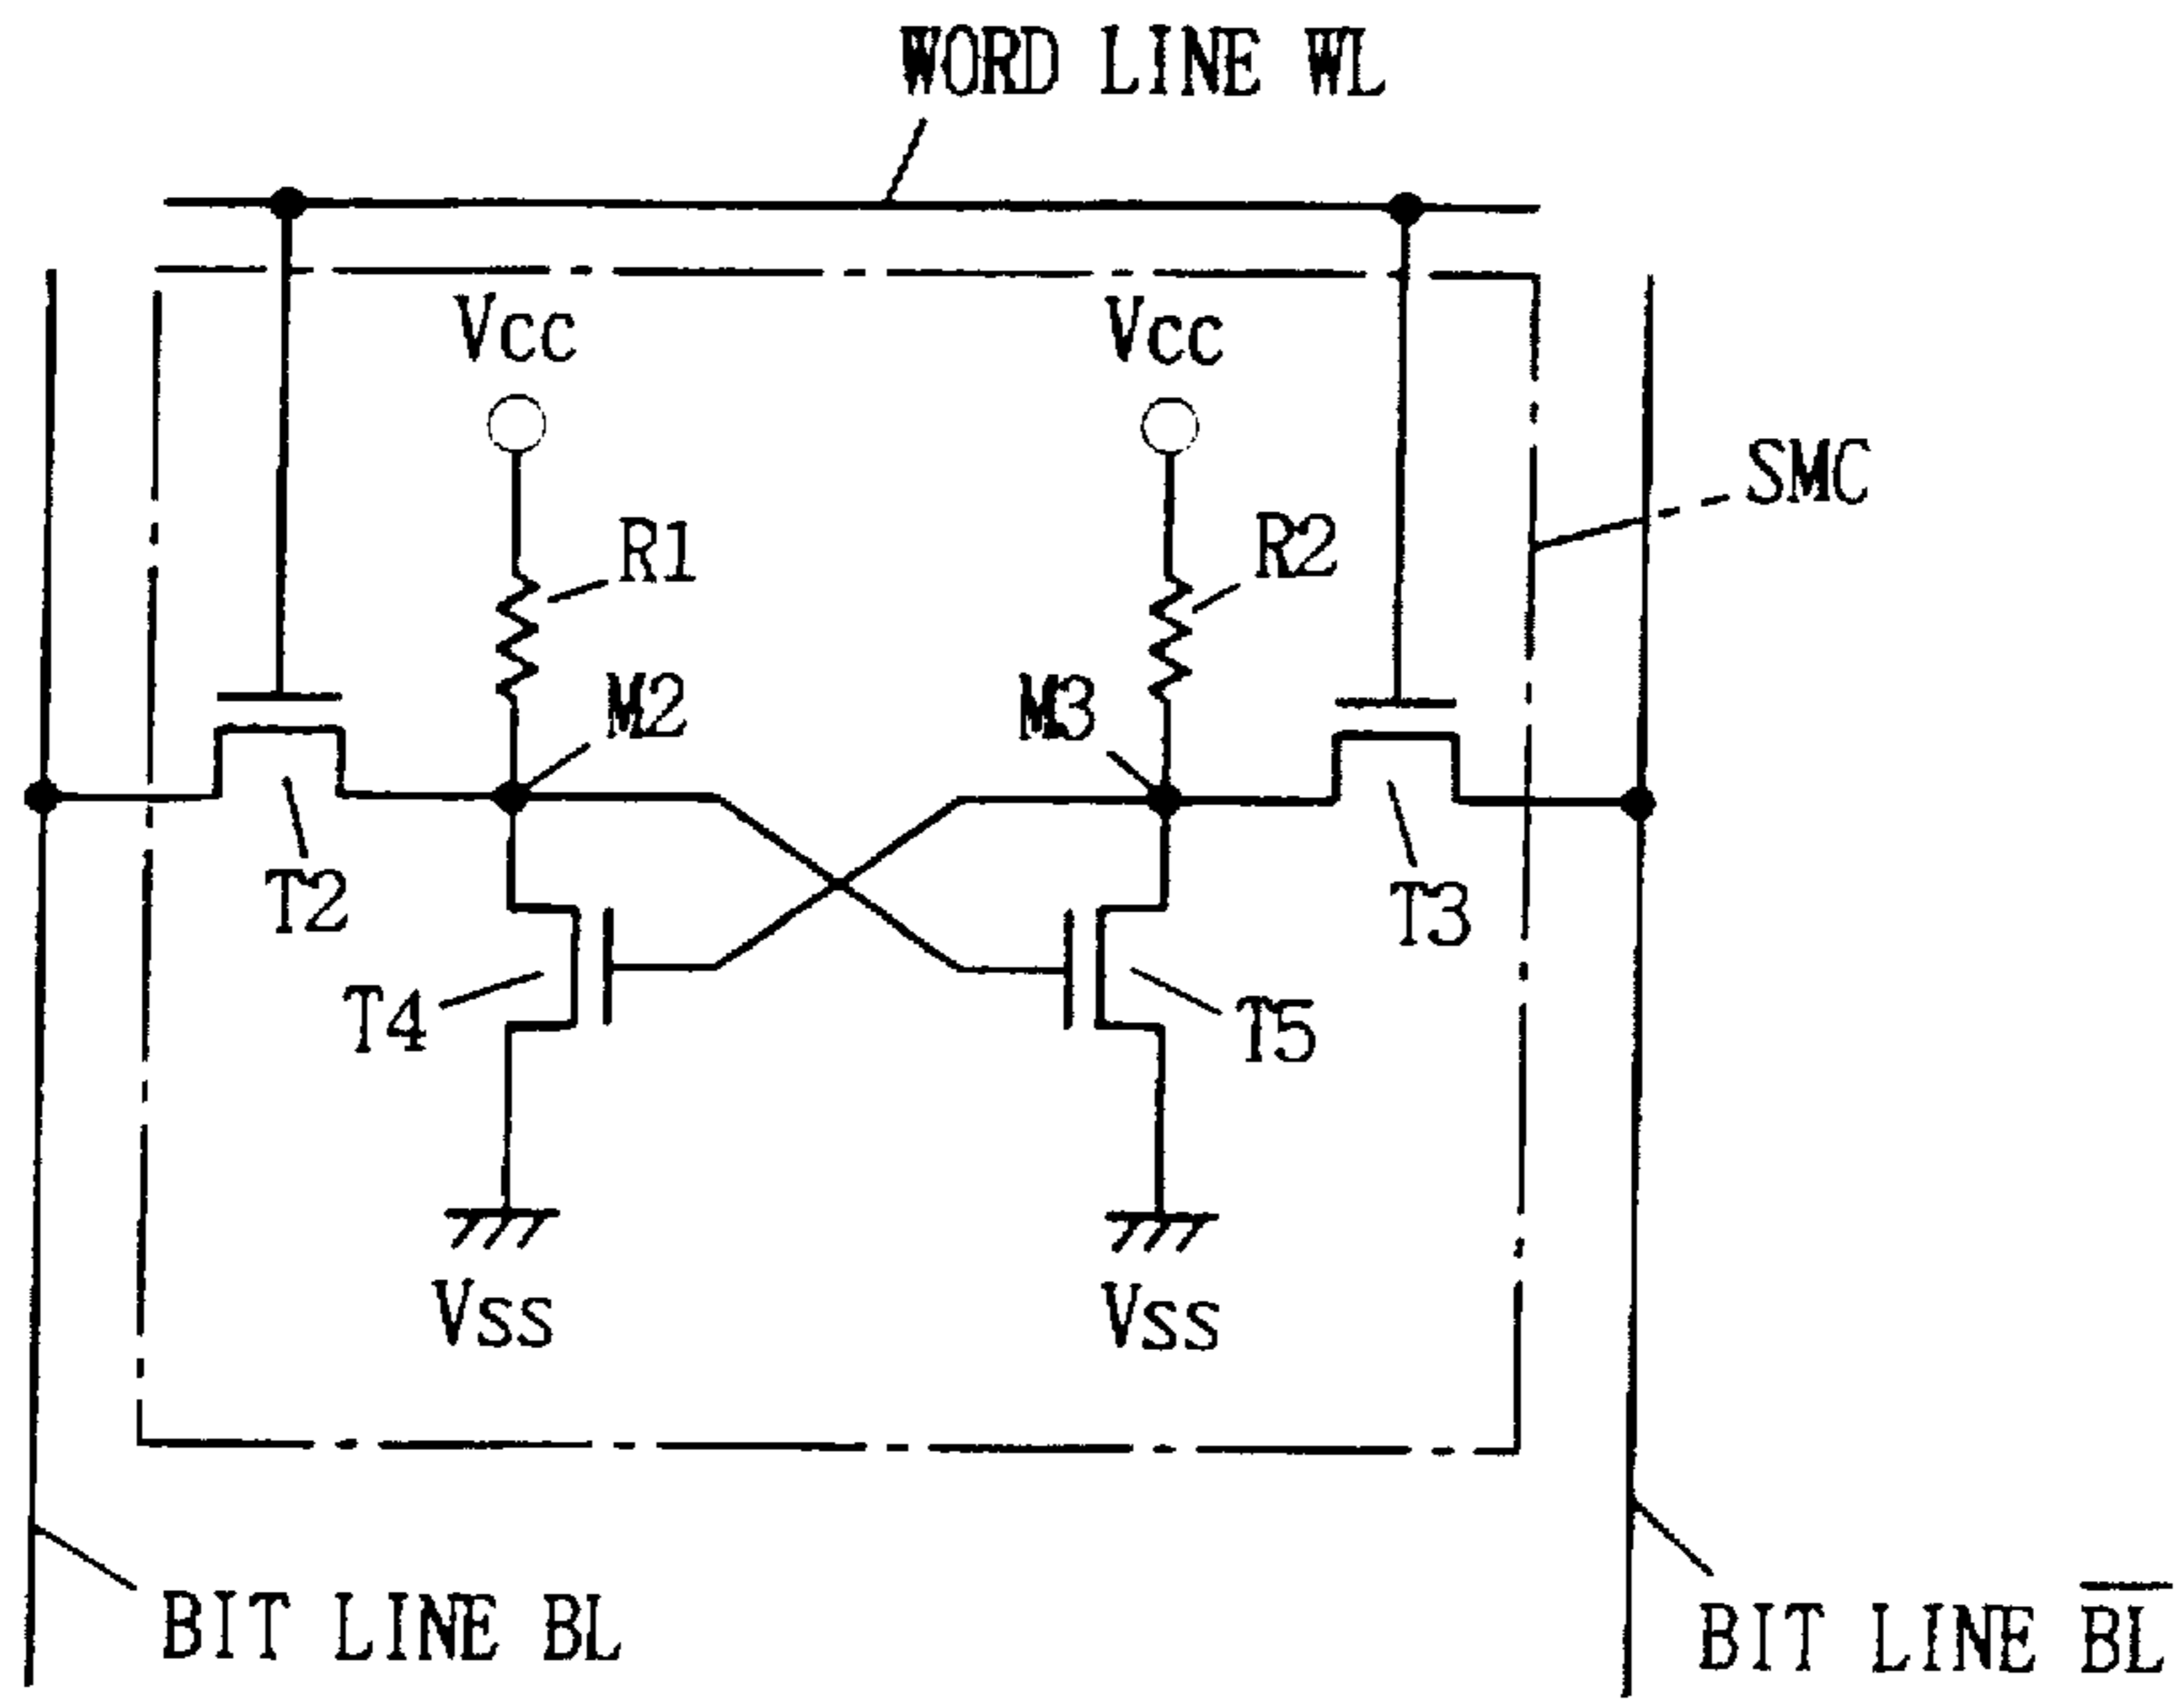 WORD LINE WL
Vcc
Vcc
SMC
R1
R2
M2
M3
T2
T3
T4
T5
Vss
Vss
BIT LINE BL
BIT LINE B̅L̅